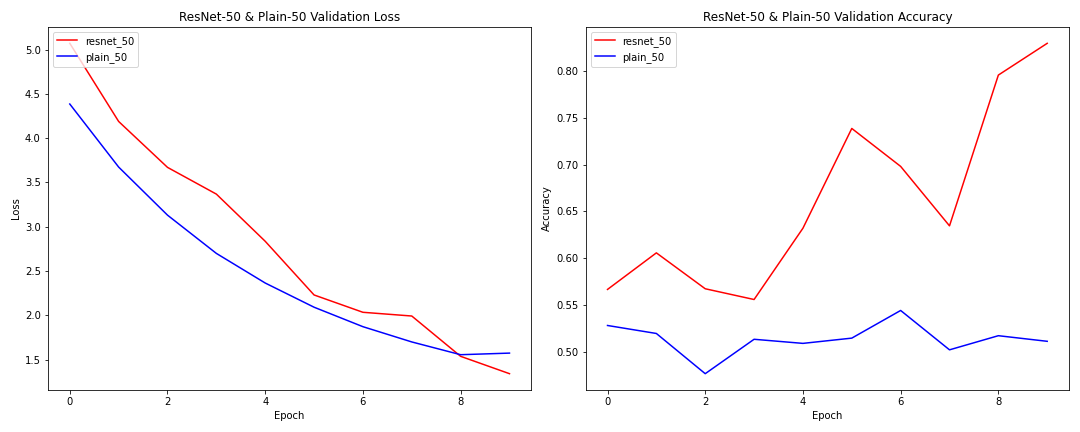 ResNet-50 & Plain-50 Validation Loss
resnet_50
plain_50
5.0
4.5
4.0
3.5
3.0
2.5
2.0
1.5
Loss
0 2 4 6 8
Epoch
ResNet-50 & Plain-50 Validation Accuracy
resnet_50
plain_50
0.80
0.75
0.70
0.65
0.60
0.55
0.50
Accuracy
0 2 4 6 8
Epoch